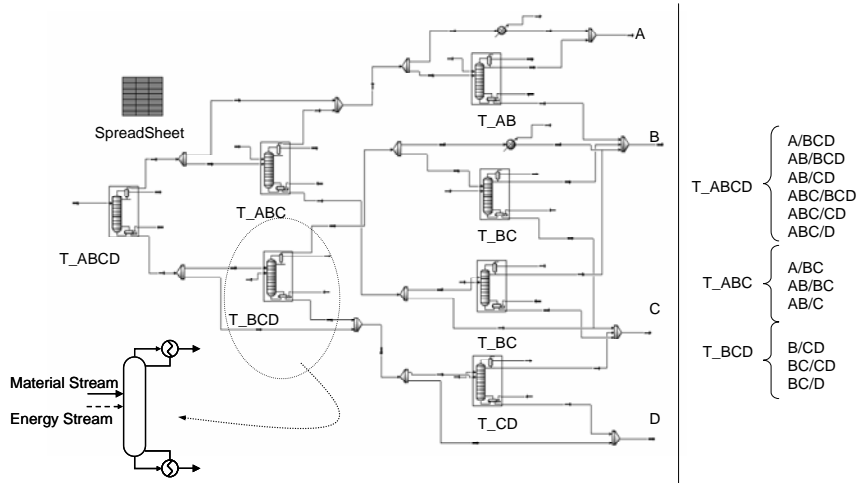 A
SpreadSheet
T_AB
B
T_ABC
T_BC
T_ABCD
T_BCD
T_BC
C
Material Stream
Energy Stream
T_CD
D
T_ABCD
A/BCD
AB/BCD
AB/CD
ABC/BCD
ABC/CD
ABC/D
T_ABC
A/BC
AB/BC
AB/C
T_BCD
B/CD
BC/CD
BC/D